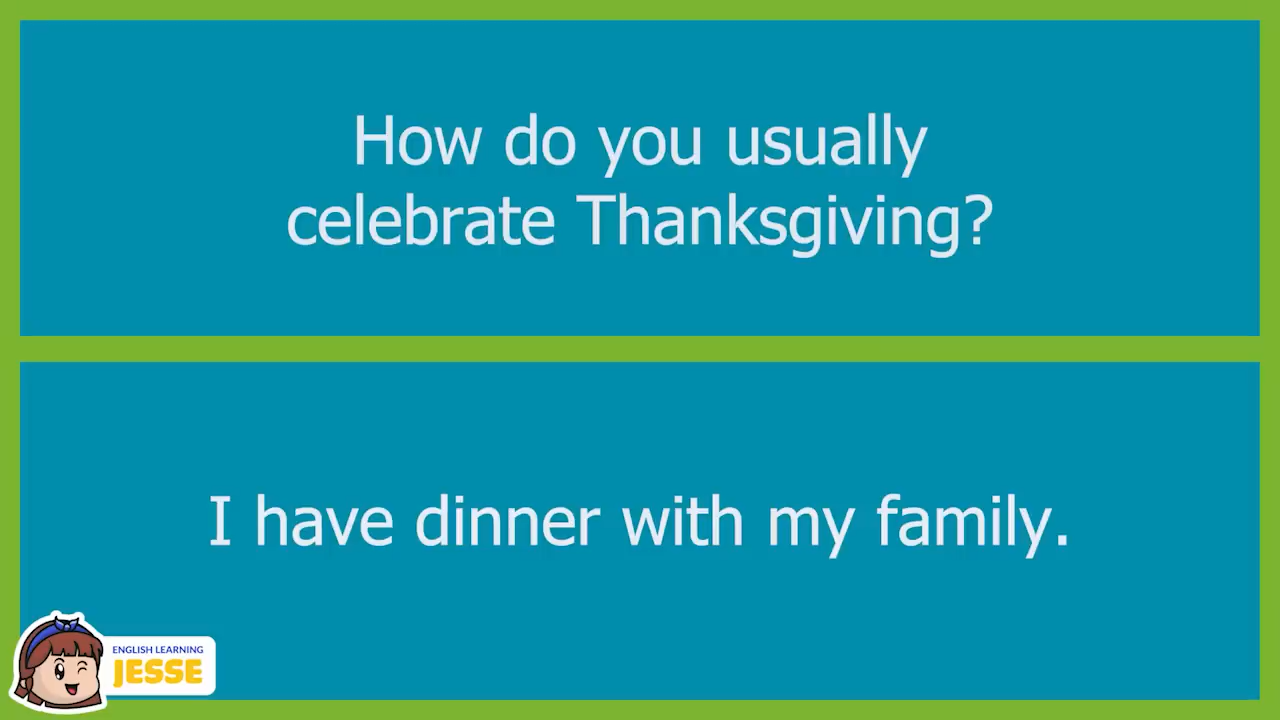 How do you usually
celebrate Thanksgiving?
I have dinner with my family.
ENGLISH LEARNING
JESSE